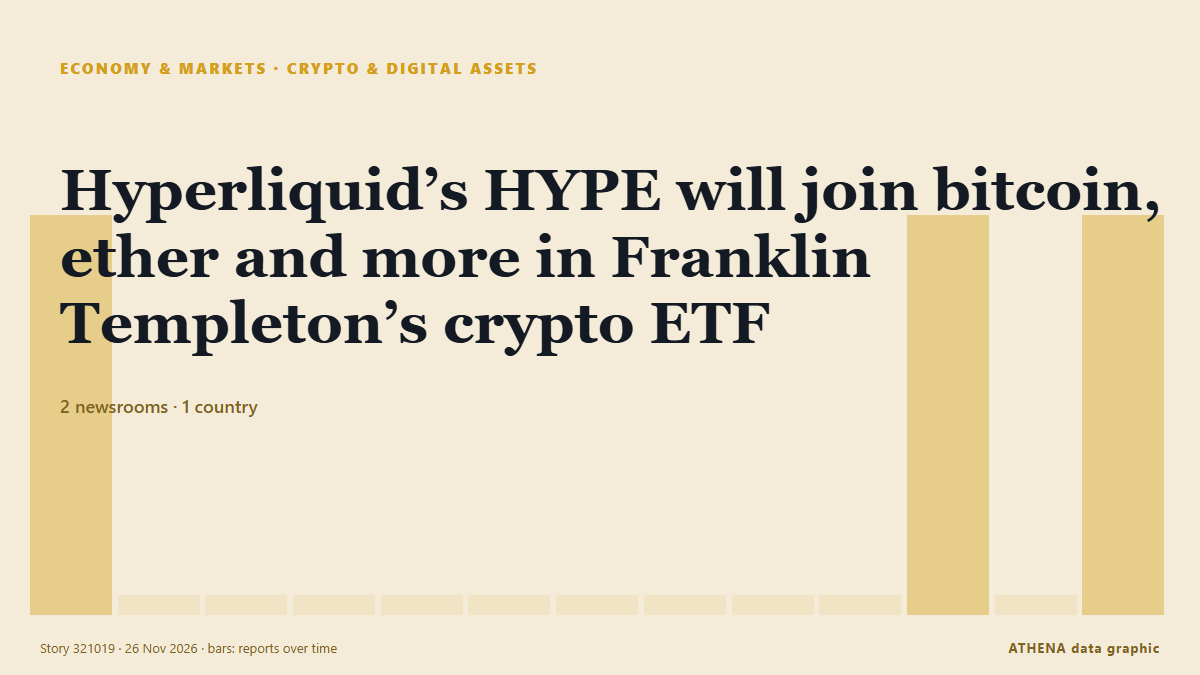 ECONOMY & MARKETS · CRYPTO & DIGITAL ASSETS
Hyperliquid’s HYPE will join bitcoin,
ether and more in Franklin
Templeton’s crypto ETF
2 newsrooms · 1 country
Story 321019 · 26 Nov 2026 · bars: reports over time
ATHENA data graphic